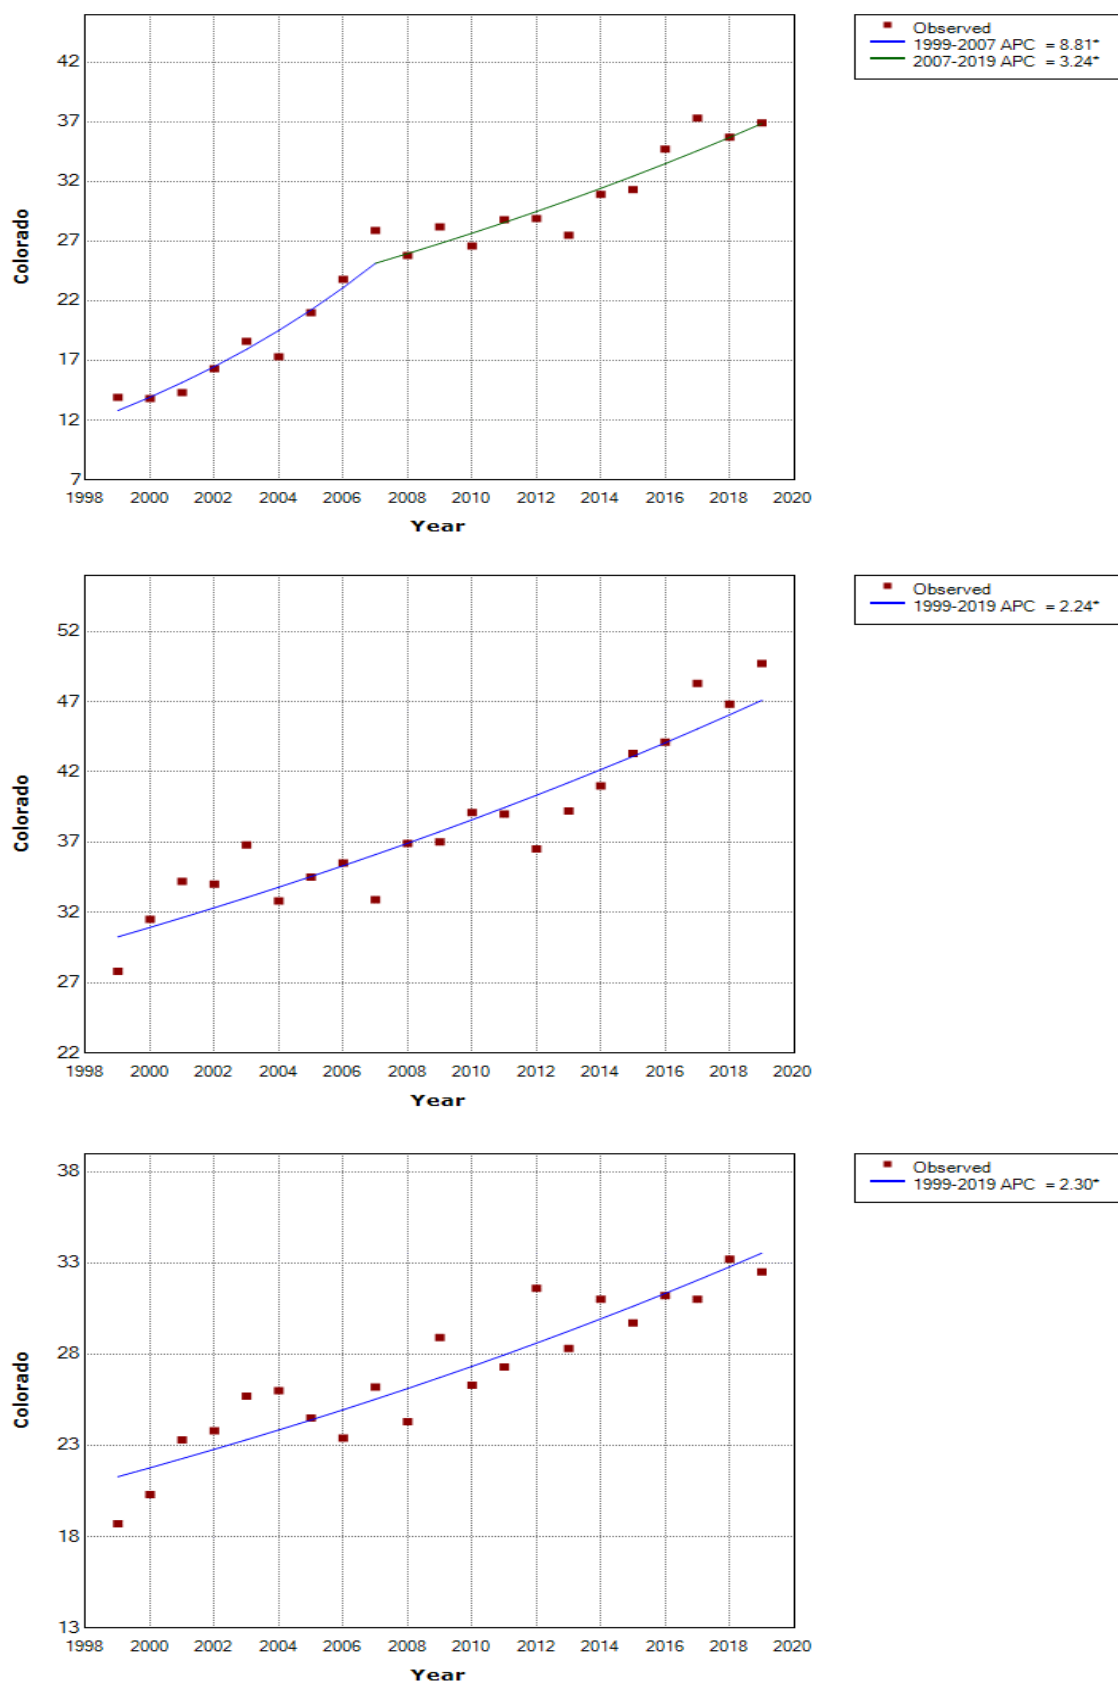 Observed
1999-2007 APC = 8.81*
2007-2019 APC = 3.24*
42
37
32
27
22
17
12
7
Colorado
1998 2000 2002 2004 2006 2008 2010 2012 2014 2016 2018 2020
Year
Observed
1999-2019 APC = 2.24*
52
47
42
37
32
27
22
Colorado
1998 2000 2002 2004 2006 2008 2010 2012 2014 2016 2018 2020
Year
Observed
1999-2019 APC = 2.30*
38
33
28
23
18
13
Colorado
1998 2000 2002 2004 2006 2008 2010 2012 2014 2016 2018 2020
Year